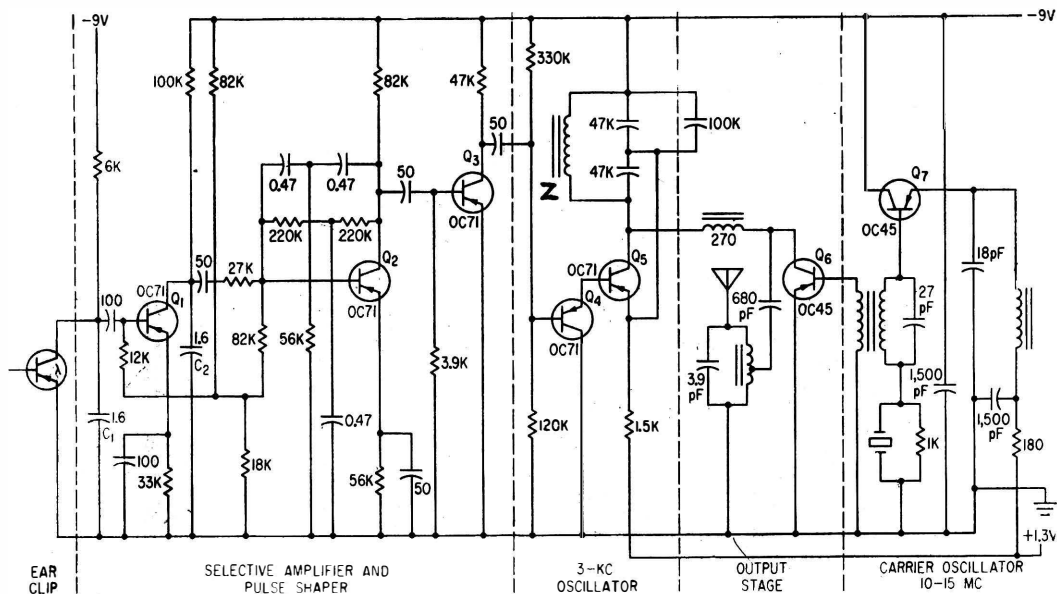 -9V
-9V
100K
82K
82K
47K
330K
6K
50
47K
100K
47K
Q3
0.47
0.47
50
OC71
Z
Q7
OC45
220K
220K
270
18pF
50
27K
Q2
OC71
OC71
Q1
100
OC71
Q5
Q4
OC71
Q6
OC45
680
pF
27
pF
12K
1.6
C2
82K
56K
3.9K
3.9
pF
1,500
pF
1,500
pF
λ
1.6
C1
0.47
120K
1.5K
1K
180
100
33K
18K
56K
50
+1.3V
EAR
CLIP
SELECTIVE AMPLIFIER AND
PULSE SHAPER
3-KC
OSCILLATOR
OUTPUT
STAGE
CARRIER OSCILLATOR
10-15 MC